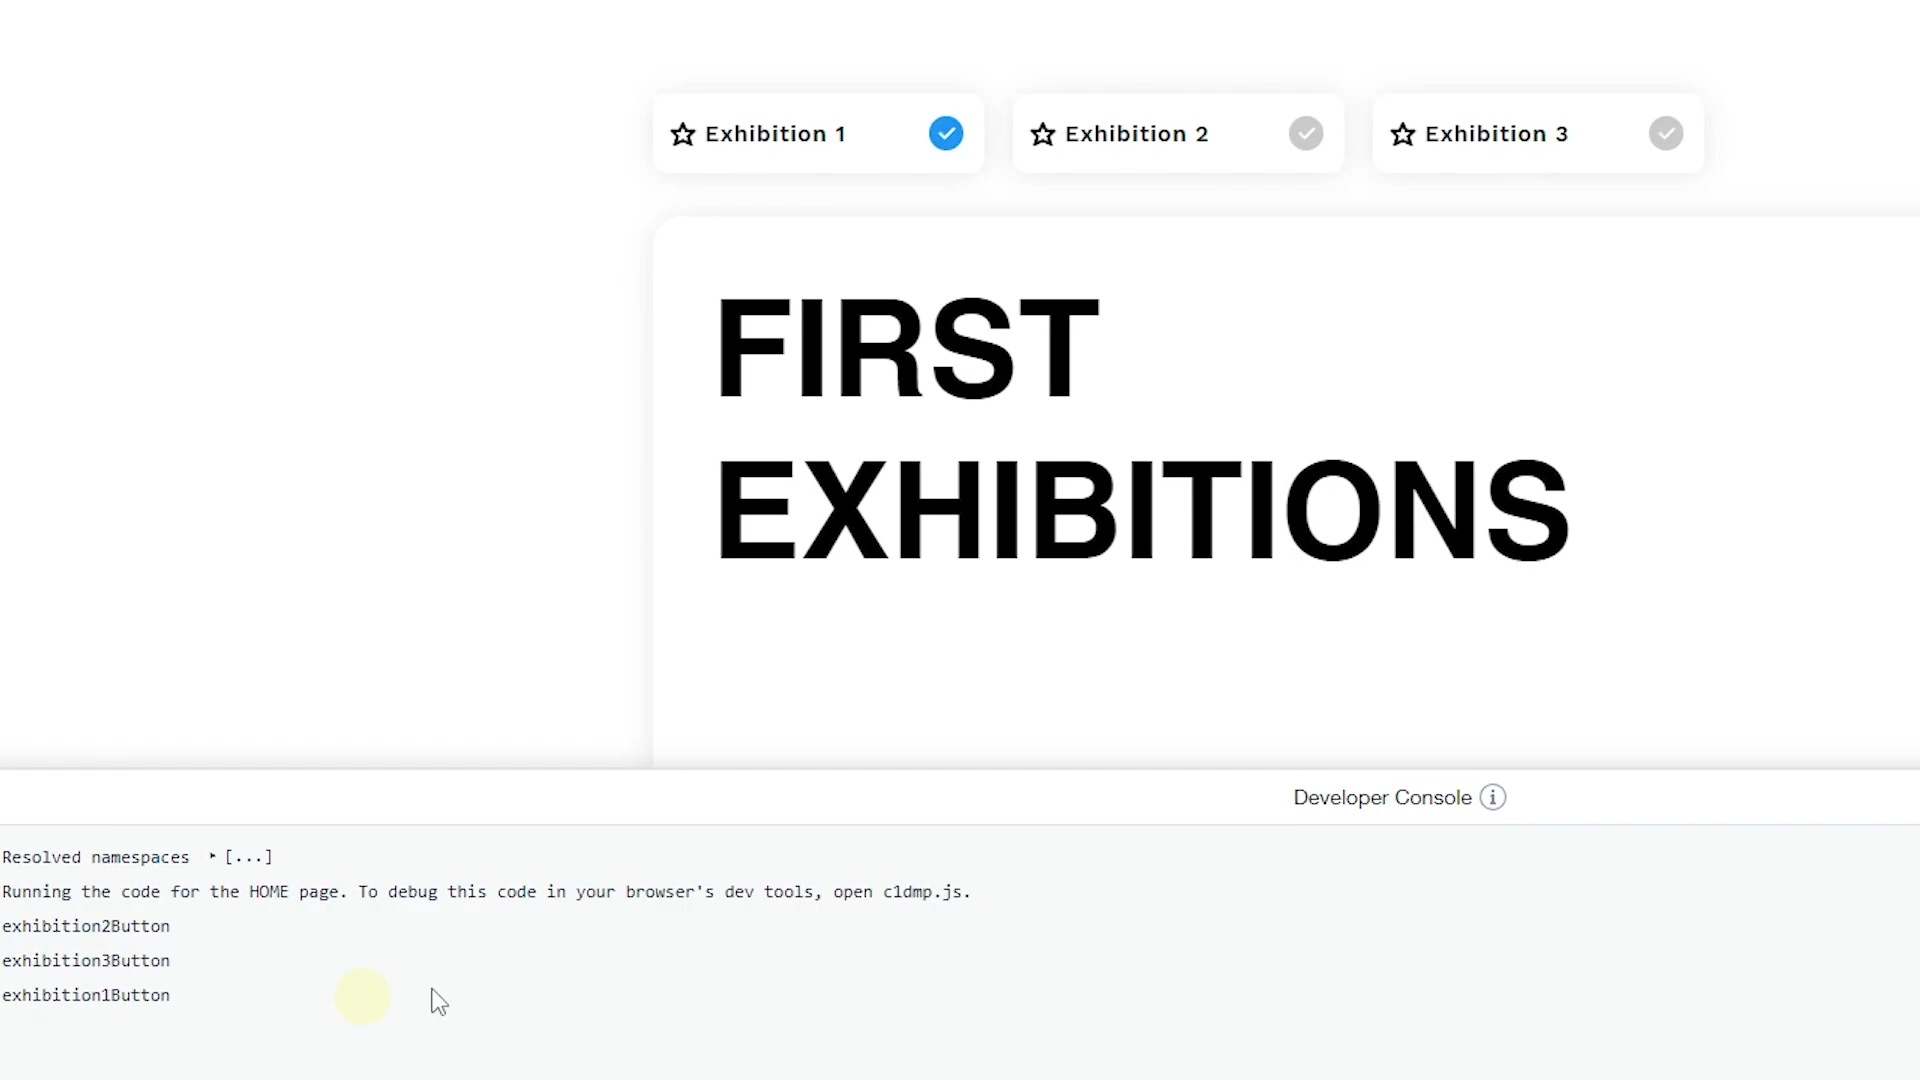 Exhibition 1
Exhibition 2
Exhibition 3
FIRST
EXHIBITIONS
Developer Console
Resolved namespaces ▸ [...]
Running the code for the HOME page. To debug this code in your browser's dev tools, open c1dmp.js.
exhibition2Button
exhibition3Button
exhibition1Button